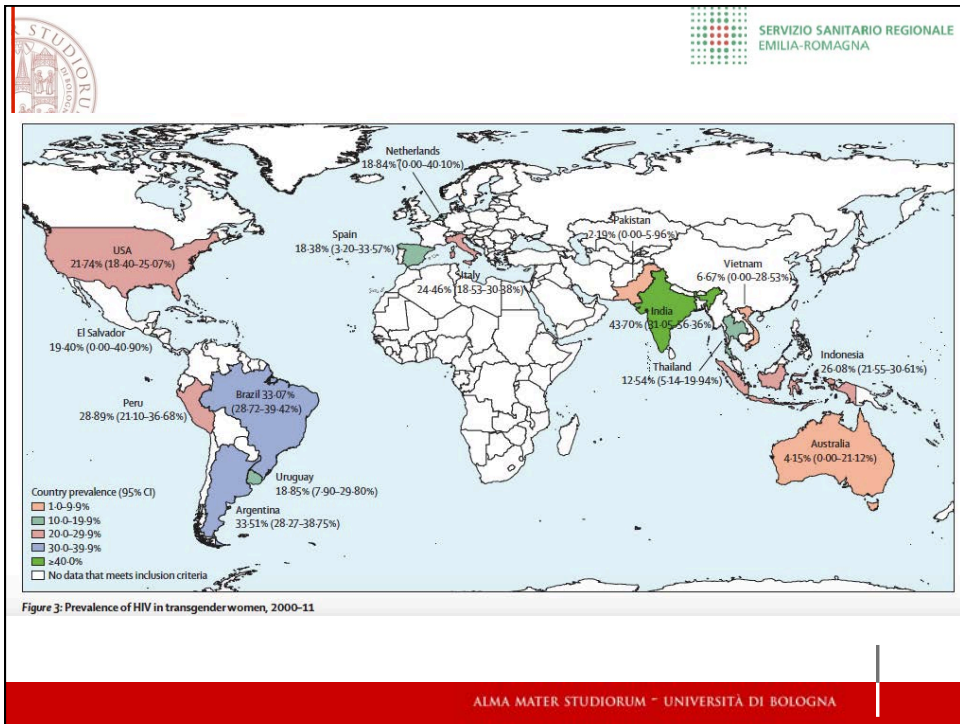 SERVIZIO SANITARIO REGIONALE
EMILIA-ROMAGNA
STUDIORUM
DI BOLOGNA
Netherlands
18·84% (0·00–40·10%)
Pakistan
2·19% (0·00–5·96%)
Spain
18·38% (3·20–33·57%)
USA
21·74% (18·40–25·07%)
Vietnam
6·67% (0·00–28·53%)
Italy
24·46% (18·53–30·38%)
India
43·70% (31·05–56·36%)
El Salvador
19·40% (0·00–40·90%)
Thailand
12·54% (5·14–19·94%)
Indonesia
26·08% (21·55–30·61%)
Peru
28·89% (21·10–36·68%)
Brazil 33·07%
(28·72–39·42%)
Australia
4·15% (0·00–21·12%)
Uruguay
18·85% (7·90–29·80%)
Argentina
33·51% (28·27–38·75%)
Country prevalence (95% CI)
1·0–9·9%
10·0–19·9%
20·0–29·9%
30·0–39·9%
≥40·0%
No data that meets inclusion criteria
Figure 3: Prevalence of HIV in transgender women, 2000–11
ALMA MATER STUDIORUM – UNIVERSITÀ DI BOLOGNA